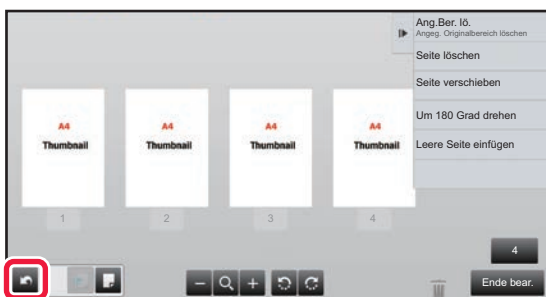 Ang.Ber. lö.
Angeg. Originalbereich löschen
Seite löschen
Seite verschieben
Um 180 Grad drehen
Leere Seite einfügen
A4 A4 A4 A4
Thumbnail Thumbnail Thumbnail Thumbnail
1 2 3 4
4
Ende bear.